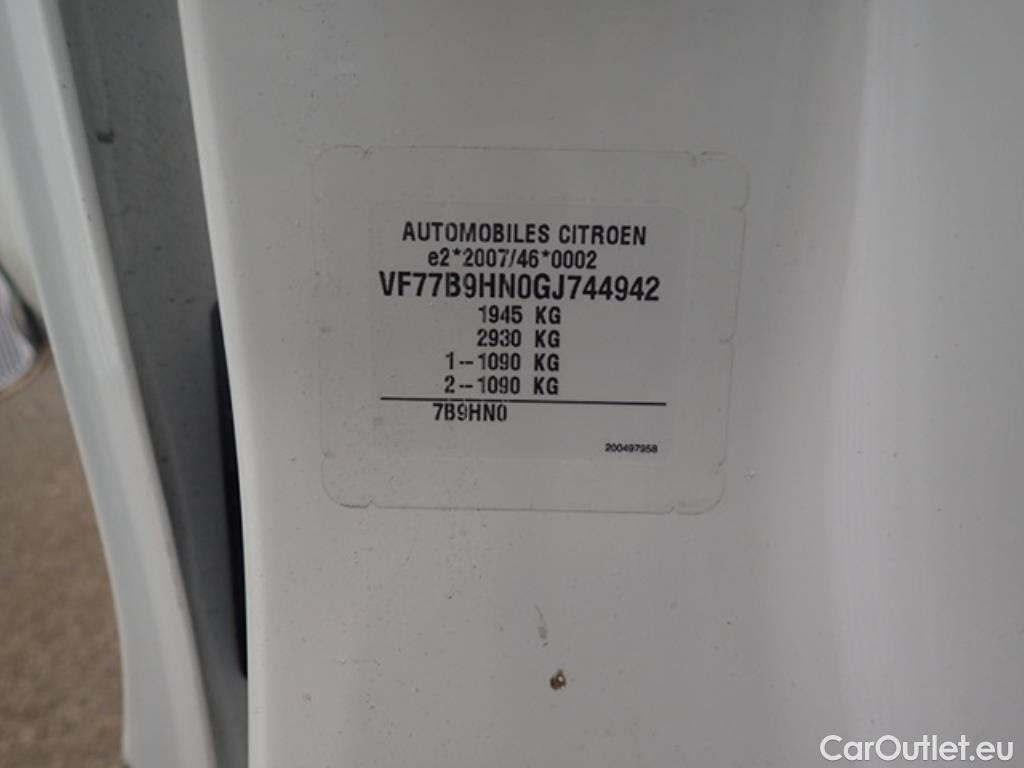 AUTOMOBILES CITROEN
e2*2007/46*0002
VF77B9HN0GJ744942
1945 KG
2930 KG
1--1090 KG
2--1090 KG
7B9HN0
200497958
CarOutlet.eu